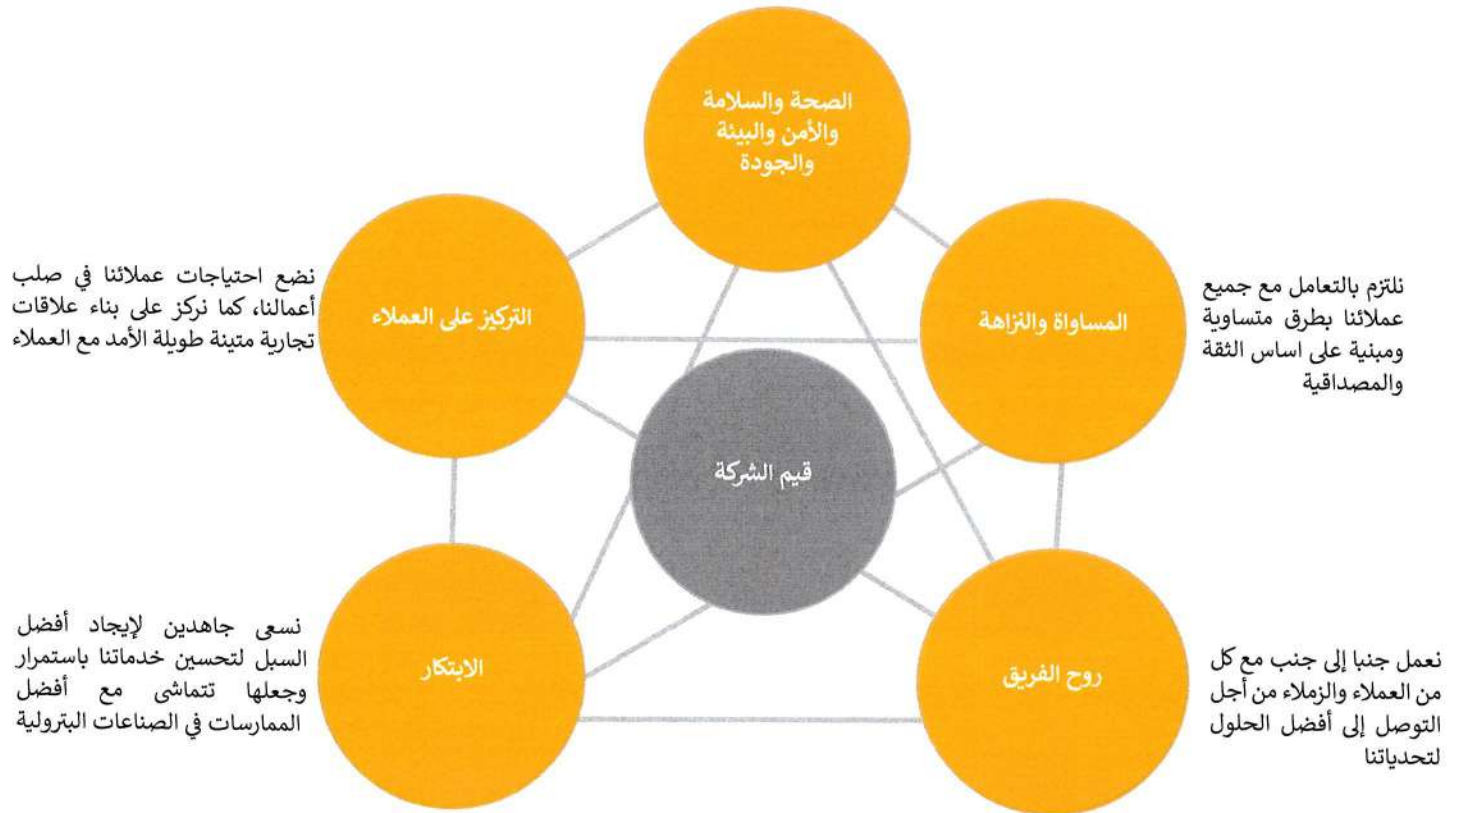 الصحة والسلامة
والأمن والبيئة
والجودة
المساواة والنزاهة
نلتزم بالتعامل مع جميع
عملائنا بطرق متساوية
ومبنية على اساس الثقة
والمصداقية
التركيز على العملاء
نضع احتياجات عملائنا في صلب
أعمالنا، كما نركز على بناء علاقات
تجارية متينة طويلة الأمد مع العملاء
قيم الشركة
روح الفريق
نعمل جنبا إلى جنب مع كل
من العملاء والزملاء من أجل
التوصل إلى أفضل الحلول
لتحدياتنا
الابتكار
نسعى جاهدين لإيجاد أفضل
السبل لتحسين خدماتنا باستمرار
وجعلها تتماشى مع أفضل
الممارسات في الصناعات البترولية